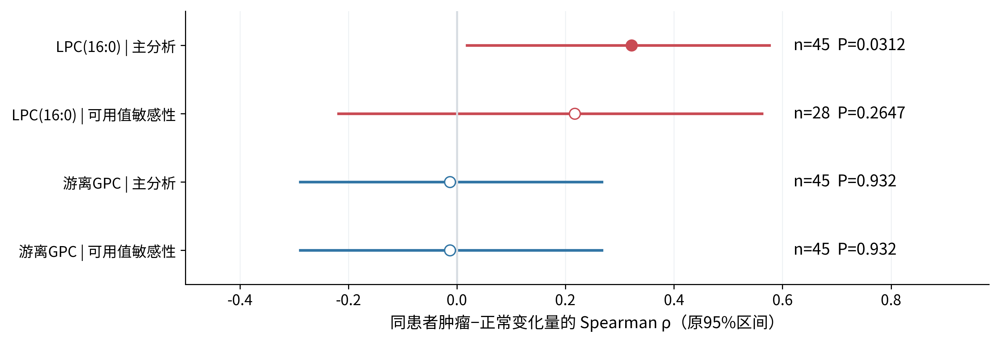 LPC(16:0) | 主分析 n=45 P=0.0312
LPC(16:0) | 可用值敏感性 n=28 P=0.2647
游离GPC | 主分析 n=45 P=0.932
游离GPC | 可用值敏感性 n=45 P=0.932
-0.4 -0.2 0.0 0.2 0.4 0.6 0.8
同患者肿瘤−正常变化量的 Spearman ρ（原95%区间）